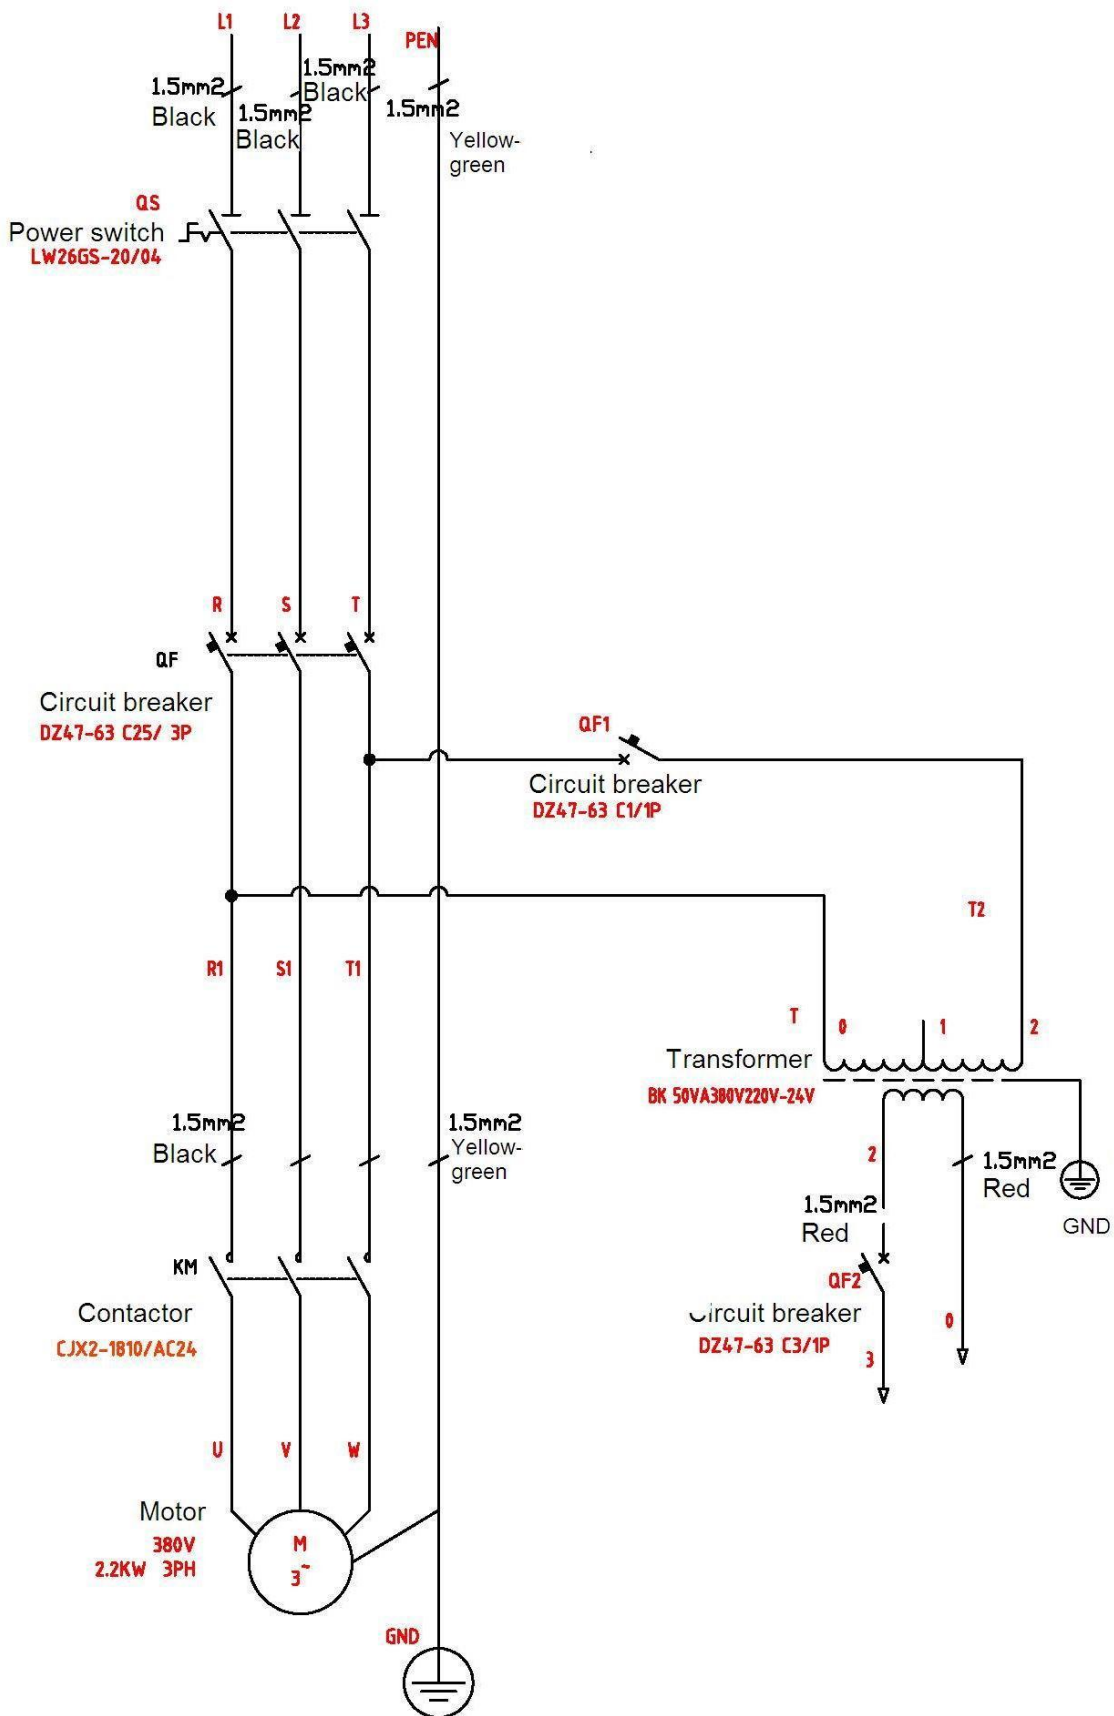 L1
L2
L3
PEN
1.5mm2
Black
1.5mm2
Black
1.5mm2
Black
1.5mm2
Yellow-
green
QS
Power switch
LW26GS-20/04
R
S
T
QF
Circuit breaker
DZ47-63 C25/ 3P
QF1
Circuit breaker
DZ47-63 C1/1P
T2
R1
S1
T1
T
0
1
2
Transformer
BK 50VA380V220V-24V
1.5mm2
Black
1.5mm2
Yellow-
green
2
1.5mm2
Red
1.5mm2
Red
GND
KM
Contactor
CJX2-1810/AC24
QF2
Circuit breaker
DZ47-63 C3/1P
0
3
U
V
W
Motor
380V
2.2KW 3PH
M
3~
GND